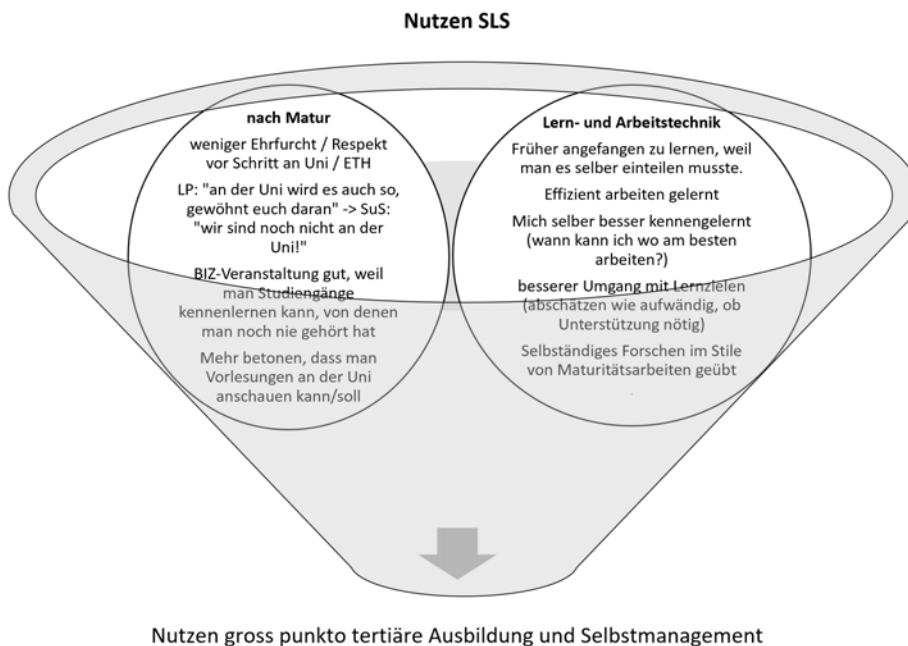 Nutzen SLS
nach Matur
weniger Ehrfurcht / Respekt
vor Schritt an Uni / ETH
LP: "an der Uni wird es auch so,
gewöhnt euch daran" -> SuS:
"wir sind noch nicht an der
Uni!"
BIZ-Veranstaltung gut, weil
man Studiengänge
kennenlernen kann, von denen
man noch nie gehört hat
Mehr betonen, dass man
Vorlesungen an der Uni
anschauen kann/soll
Lern- und Arbeitstechnik
Früher angefangen zu lernen, weil
man es selber einteilen musste.
Effizient arbeiten gelernt
Mich selber besser kennengelernt
(wann kann ich wo am besten
arbeiten?)
besserer Umgang mit Lernzielen
(abschätzen wie aufwändig, ob
Unterstützung nötig)
Selbständiges Forschen im Stile
von Maturitätsarbeiten geübt
.
Nutzen gross punkto tertiäre Ausbildung und Selbstmanagement